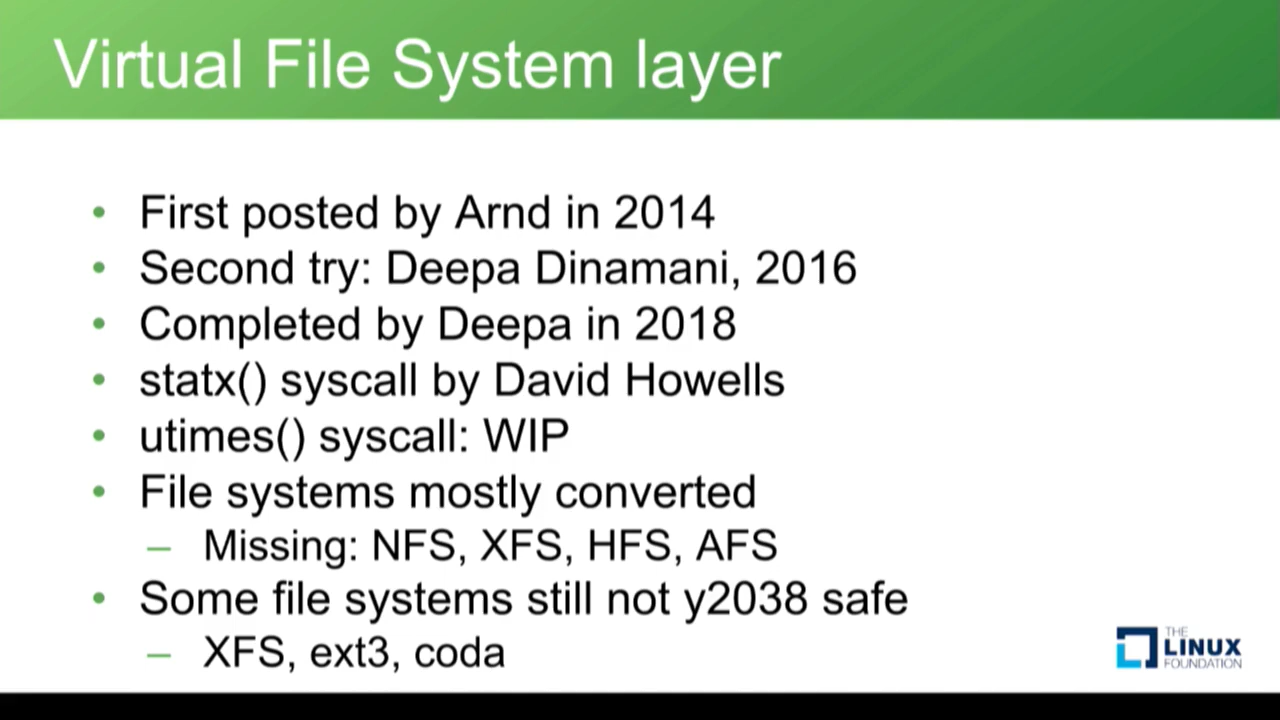 Virtual File System layer
• First posted by Arnd in 2014
• Second try: Deepa Dinamani, 2016
• Completed by Deepa in 2018
• statx() syscall by David Howells
• utimes() syscall: WIP
• File systems mostly converted
– Missing: NFS, XFS, HFS, AFS
• Some file systems still not y2038 safe
– XFS, ext3, coda
THE
LINUX
FOUNDATION